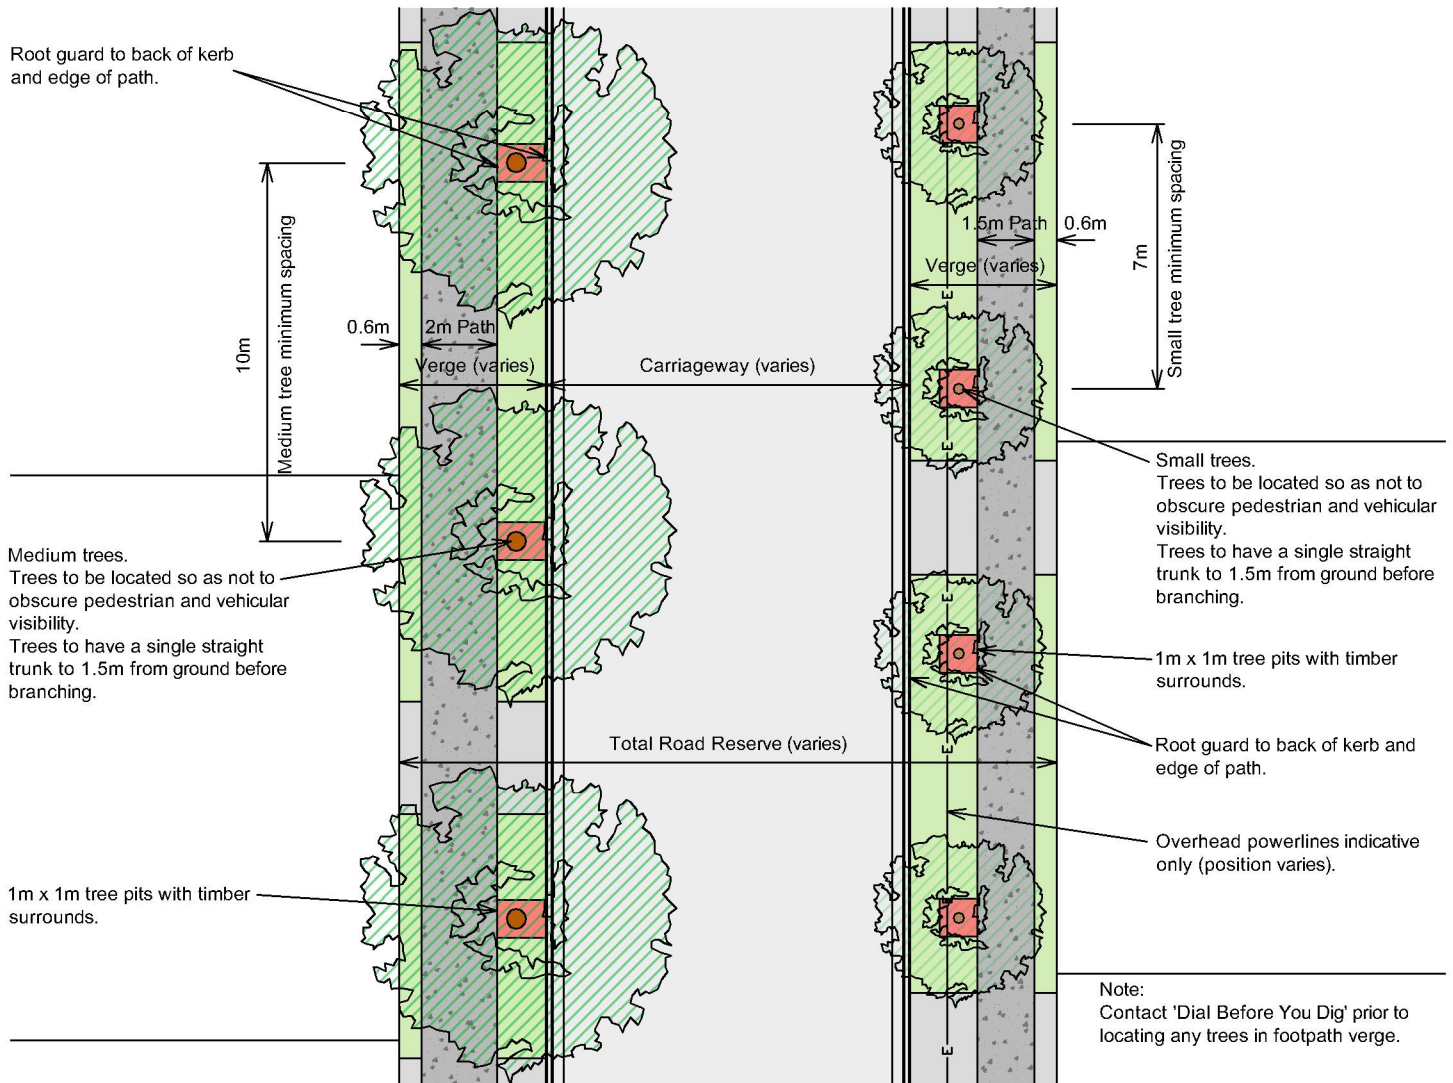 Root guard to back of kerb
and edge of path.
10m
Medium tree minimum spacing
0.6m
2m Path
Verge (varies)
Carriageway (varies)
Medium trees.
Trees to be located so as not to
obscure pedestrian and vehicular
visibility.
Trees to have a single straight
trunk to 1.5m from ground before
branching.
Total Road Reserve (varies)
1m x 1m tree pits with timber
surrounds.
1.5m Path
0.6m
Verge (varies)
7m
Small tree minimum spacing
E
E
E
E
E
Small trees.
Trees to be located so as not to
obscure pedestrian and vehicular
visibility.
Trees to have a single straight
trunk to 1.5m from ground before
branching.
1m x 1m tree pits with timber
surrounds.
Root guard to back of kerb and
edge of path.
Overhead powerlines indicative
only (position varies).
Note:
Contact 'Dial Before You Dig' prior to
locating any trees in footpath verge.